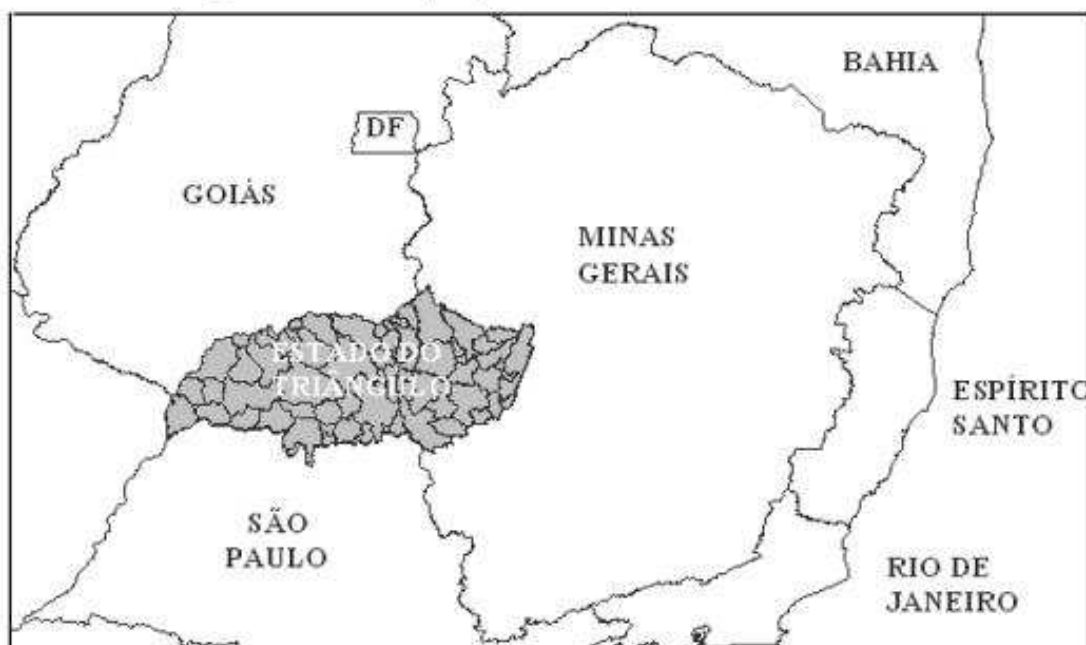 BAHIA
DF
GOIÁS
MINAS
GERAIS
ESTADO DO
TRIÂNGULO
ESPÍRITO
SANTO
SÃO
PAULO
RIO DE
JANEIRO